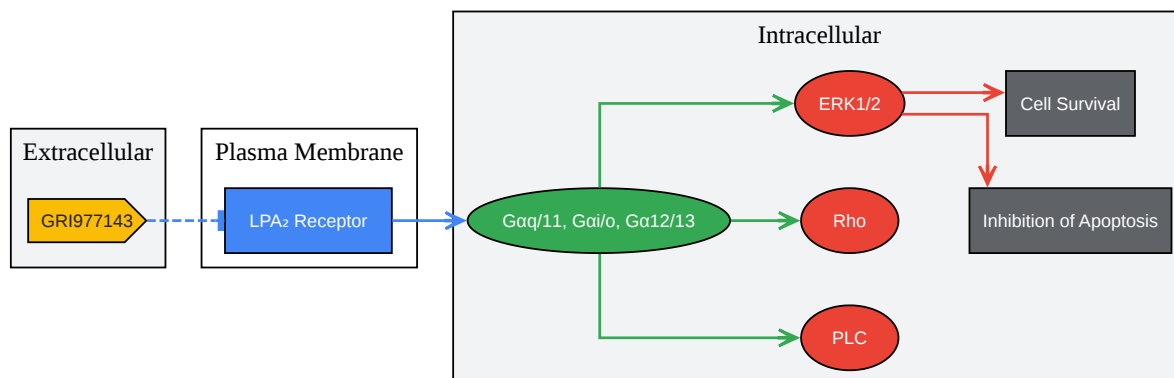 Extracellular
GRI977143
Plasma Membrane
LPA₂ Receptor
Intracellular
Gαq/11, Gαi/o, Gα12/13
ERK1/2
Rho
PLC
Cell Survival
Inhibition of Apoptosis